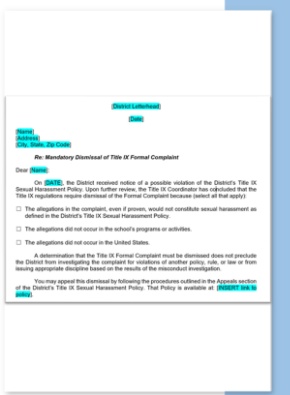 [District Letterhead]
[Date]
[Name]
[Address]
[City, State, Zip Code]
Re: Mandatory Dismissal of Title IX Formal Complaint
Dear [Name]:
On [DATE], the District received notice of a possible violation of the District's Title IX
Sexual Harassment Policy. Upon further review, the Title IX Coordinator has concluded that the
Title IX regulations require dismissal of the Formal Complaint because (select all that apply):
☐ The allegations in the complaint, even if proven, would not constitute sexual harassment as
defined in the District's Title IX Sexual Harassment Policy.
☐ The allegations did not occur in the school's programs or activities.
☐ The allegations did not occur in the United States.
A determination that the Title IX Formal Complaint must be dismissed does not preclude
the District from investigating the complaint for violations of another policy, rule, or law or from
issuing appropriate discipline based on the results of the misconduct investigation.
You may appeal this dismissal by following the procedures outlined in the Appeals section
of the District's Title IX Sexual Harassment Policy. That Policy is available at: [INSERT link to
policy].